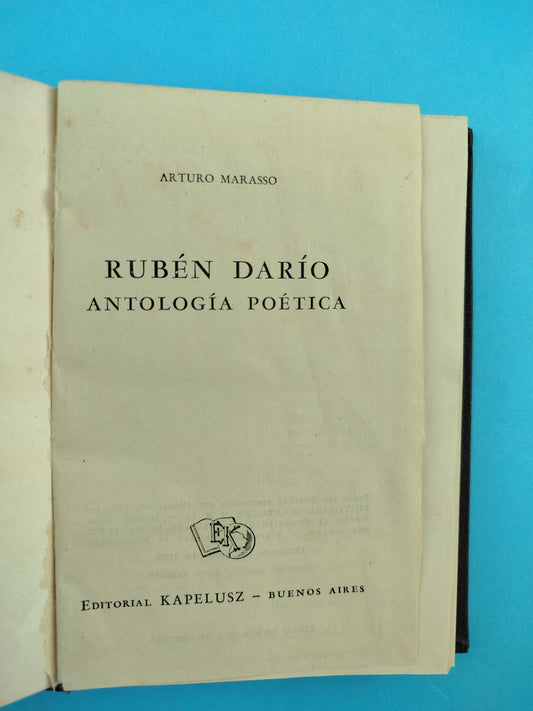 ARTURO MARASSO
RUBÉN DARÍO
ANTOLOGÍA POÉTICA
EK
EDITORIAL KAPELUSZ – BUENOS AIRES